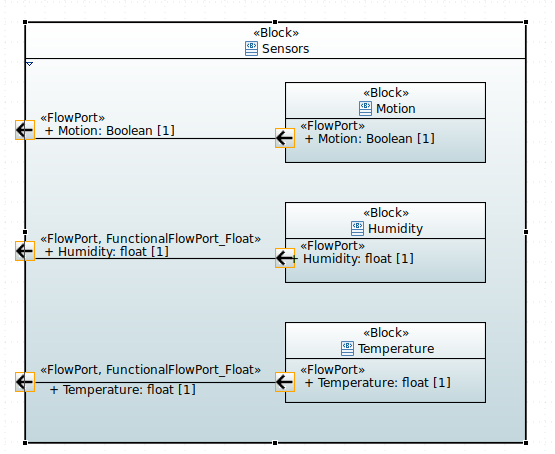 «Block»
Sensors
«Block»
Motion
«FlowPort»
+ Motion: Boolean [1]
«FlowPort»
+ Motion: Boolean [1]
«Block»
Humidity
«FlowPort, FunctionalFlowPort_Float»
+ Humidity: float [1]
«FlowPort»
+ Humidity: float [1]
«Block»
Temperature
«FlowPort, FunctionalFlowPort_Float»
+ Temperature: float [1]
«FlowPort»
+ Temperature: float [1]